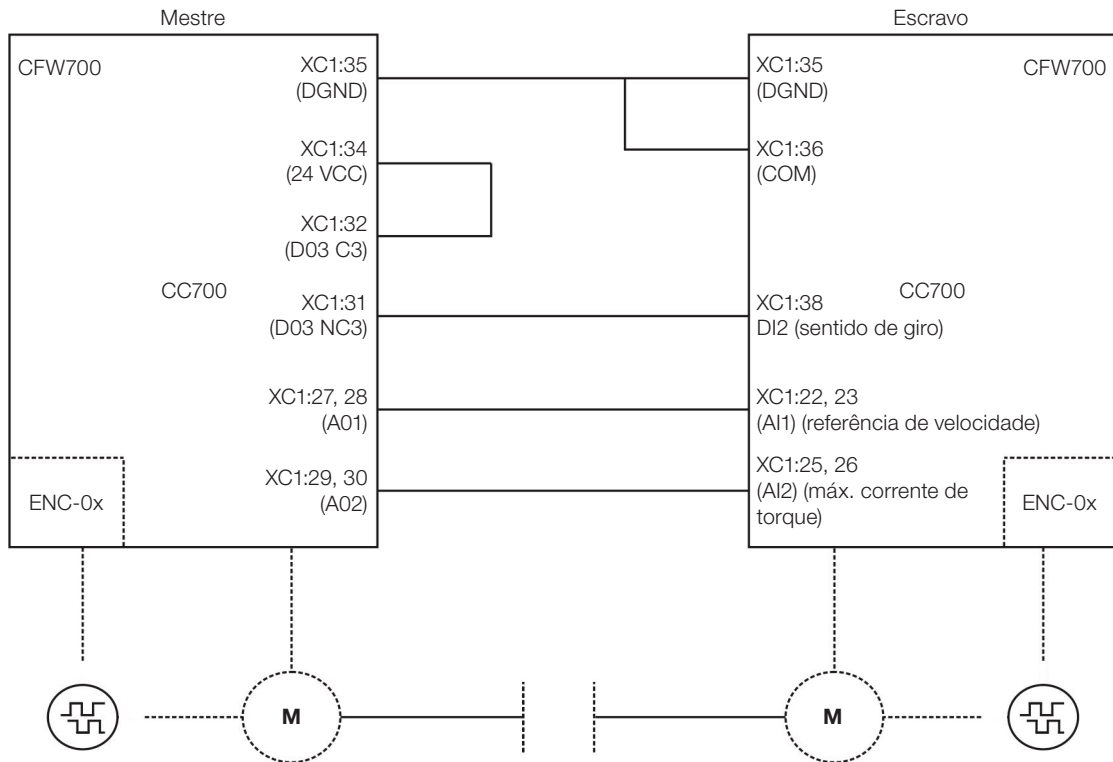 Mestre
CFW700
XC1:35
(DGND)
XC1:34
(24 VCC)
XC1:32
(D03 C3)
CC700
XC1:31
(D03 NC3)
XC1:27, 28
(A01)
XC1:29, 30
(A02)
ENC-0x
M
Escravo
XC1:35
(DGND)
CFW700
XC1:36
(COM)
CC700
XC1:38
DI2 (sentido de giro)
XC1:22, 23
(AI1) (referência de velocidade)
XC1:25, 26
(AI2) (máx. corrente de
torque)
ENC-0x
M